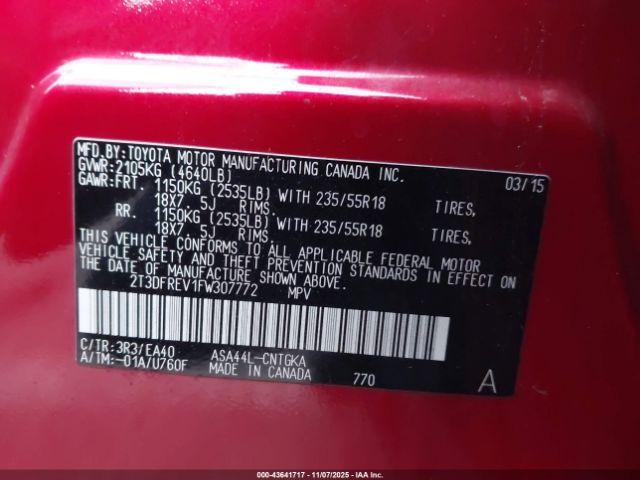 MFD. BY: TOYOTA MOTOR MANUFACTURING CANADA INC.
GVWR: 2105KG (4640LB) 03/15
GAWR: FRT. 1150KG (2535LB) WITH 235/55R18 TIRES,
18X7. 5J RIMS.
RR. 1150KG (2535LB) WITH 235/55R18 TIRES,
18X7. 5J RIMS.
THIS VEHICLE CONFORMS TO ALL APPLICABLE FEDERAL MOTOR
VEHICLE SAFETY AND THEFT PREVENTION STANDARDS IN EFFECT
ON THE DATE OF MANUFACTURE SHOWN ABOVE.
2T3DFREV1FW307772 MPV
C/TR: 3R3/EA40 ASA44L-CNTGKA
A/TM: -01A/U760F MADE IN CANADA 770 A
000-43641717 - 11/07/2025 - IAA Inc.